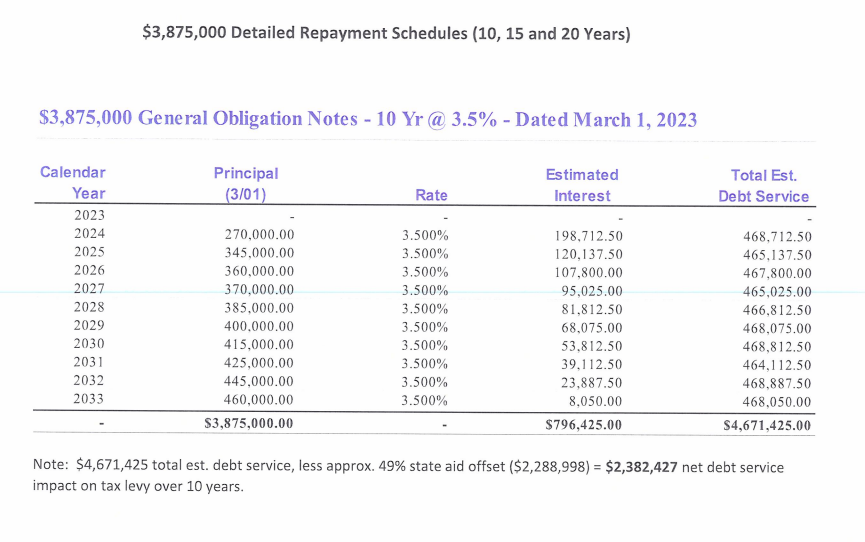 $3,875,000 Detailed Repayment Schedules (10, 15 and 20 Years)
$3,875,000 General Obligation Notes - 10 Yr @ 3.5% - Dated March 1, 2023
Calendar Year Principal (3/01) Rate Estimated Interest Total Est. Debt Service
2023 - - - -
2024 270,000.00 3.500% 198,712.50 468,712.50
2025 345,000.00 3.500% 120,137.50 465,137.50
2026 360,000.00 3.500% 107,800.00 467,800.00
2027 370,000.00 3.500% 95,025.00 465,025.00
2028 385,000.00 3.500% 81,812.50 466,812.50
2029 400,000.00 3.500% 68,075.00 468,075.00
2030 415,000.00 3.500% 53,812.50 468,812.50
2031 425,000.00 3.500% 39,112.50 464,112.50
2032 445,000.00 3.500% 23,887.50 468,887.50
2033 460,000.00 3.500% 8,050.00 468,050.00
- $3,875,000.00 - $796,425.00 $4,671,425.00
Note: $4,671,425 total est. debt service, less approx. 49% state aid offset ($2,288,998) = $2,382,427 net debt service
impact on tax levy over 10 years.